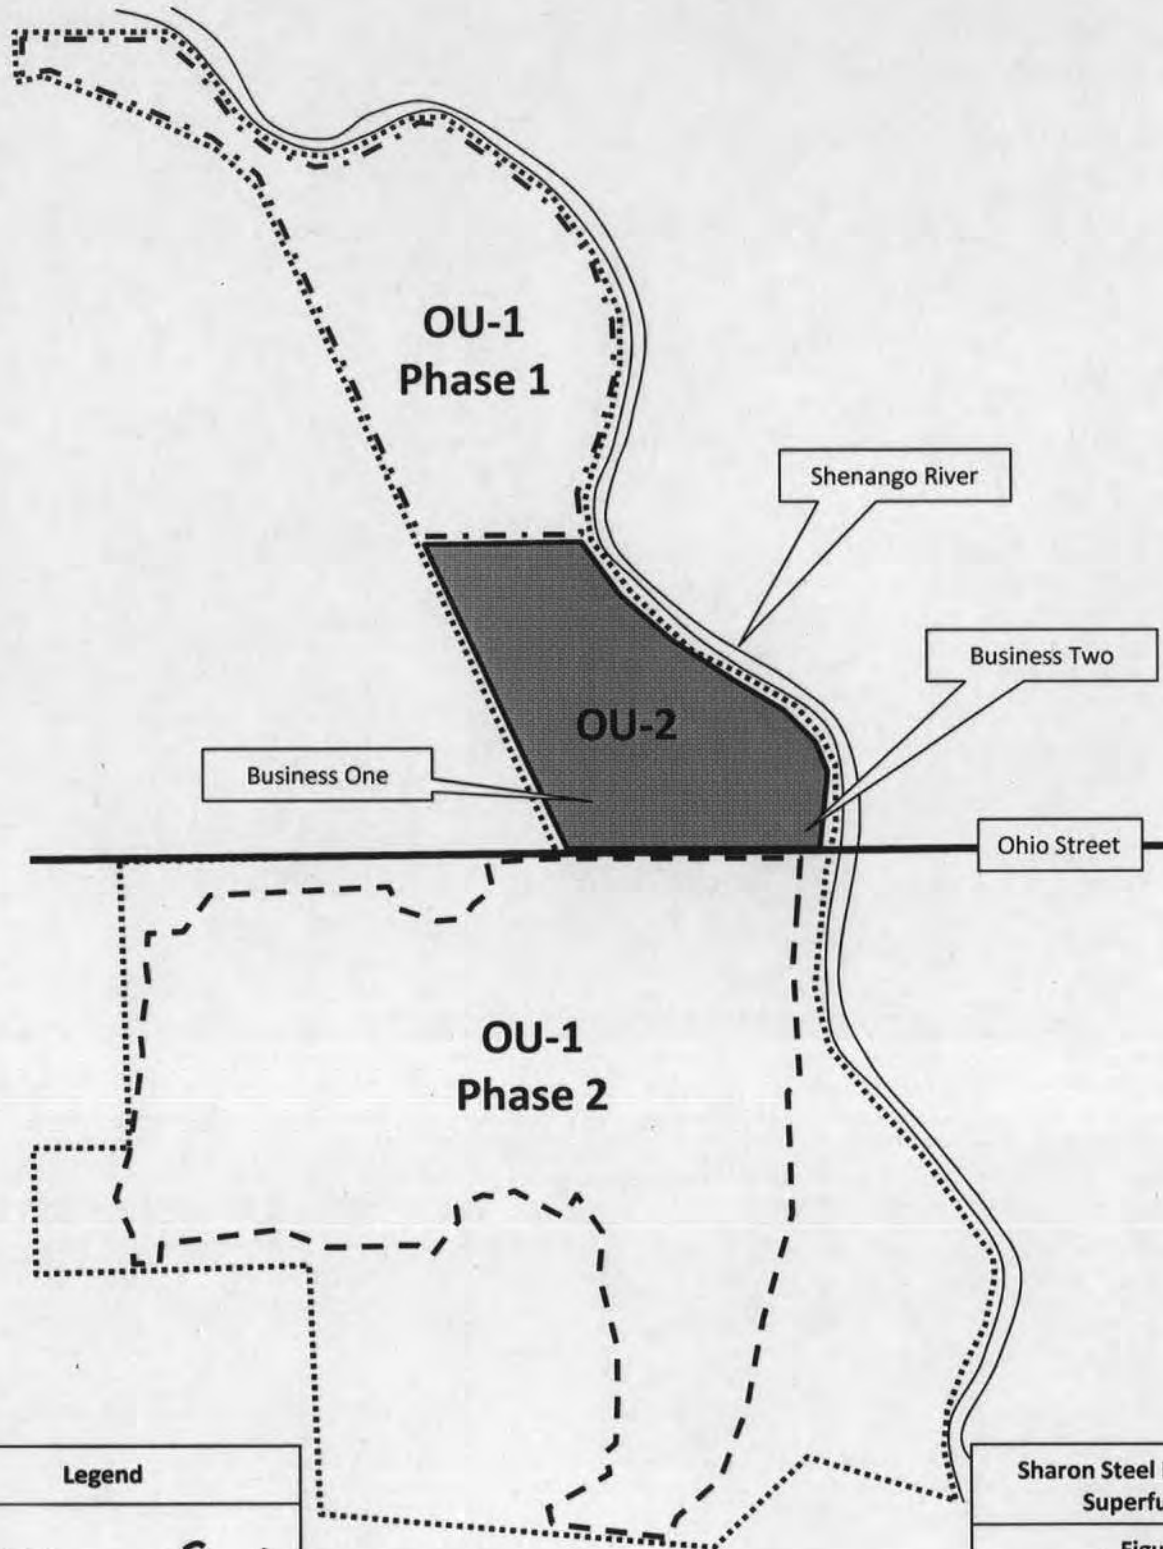 OU-1
Phase 1
Shenango River
Business Two
OU-2
Business One
Ohio Street
OU-1
Phase 2
Legend
Sharon Steel
Superfu
Figu